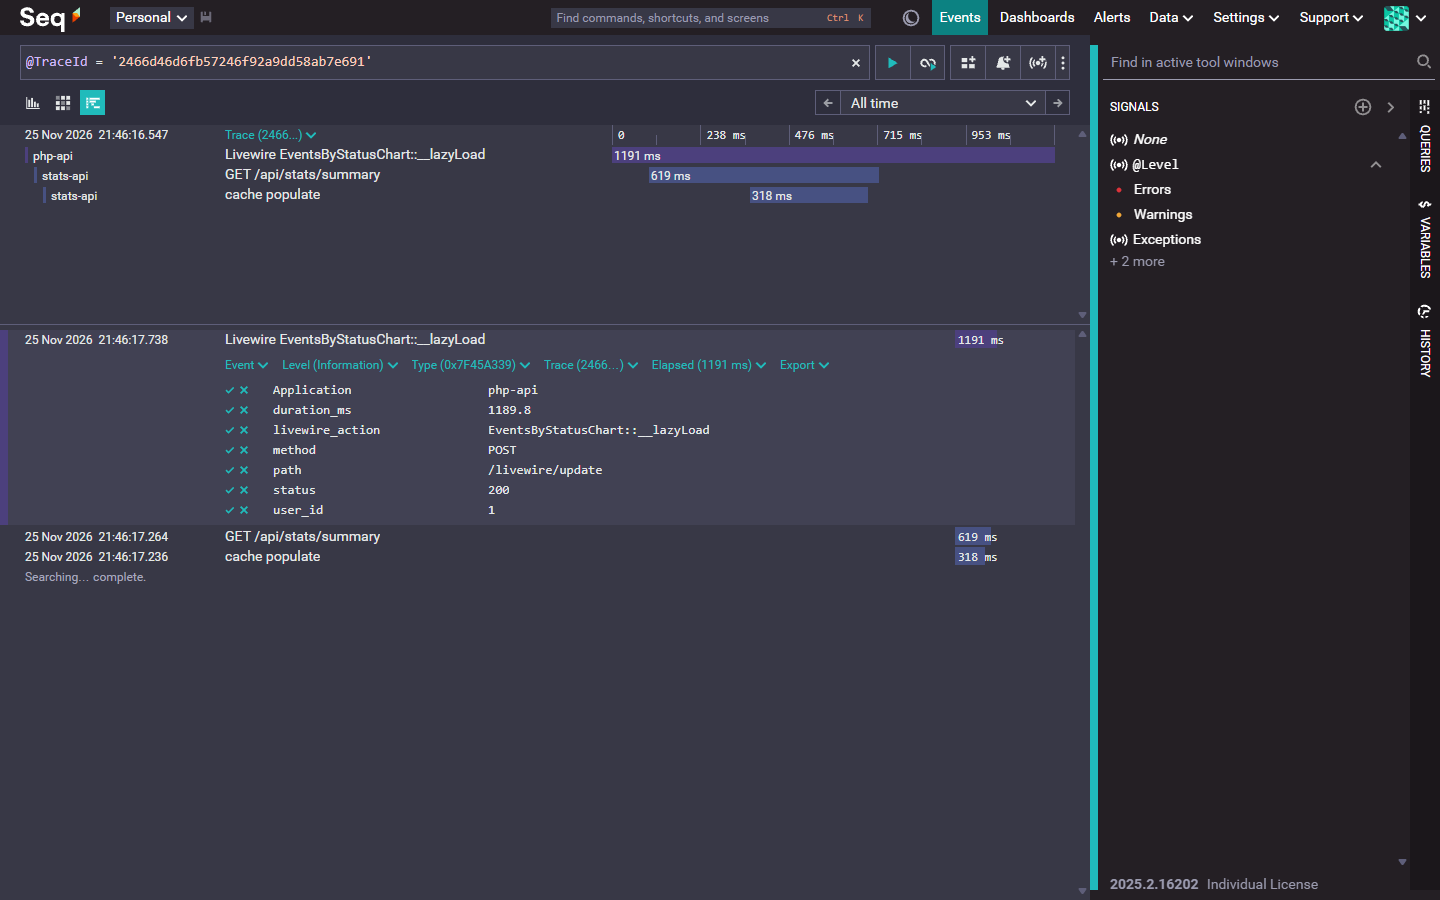 Seq Personal Find commands, shortcuts, and screens Ctrl K Events Dashboards Alerts Data Settings Support
@TraceId = '2466d46d6fb57246f92a9dd58ab7e691'
All time
25 Nov 2026 21:46:16.547 Trace (2466...) 0 238 ms 476 ms 715 ms 953 ms
php-api Livewire EventsByStatusChart::__lazyLoad 1191 ms
stats-api GET /api/stats/summary 619 ms
stats-api cache populate 318 ms
25 Nov 2026 21:46:17.738 Livewire EventsByStatusChart::__lazyLoad 1191 ms
Event Level (Information) Type (0x7F45A339) Trace (2466...) Elapsed (1191 ms) Export
Application php-api
duration_ms 1189.8
livewire_action EventsByStatusChart::__lazyLoad
method POST
path /livewire/update
status 200
user_id 1
25 Nov 2026 21:46:17.264 GET /api/stats/summary 619 ms
25 Nov 2026 21:46:17.236 cache populate 318 ms
Searching... complete.
Find in active tool windows
SIGNALS
None
@Level
Errors
Warnings
Exceptions
+ 2 more
QUERIES
VARIABLES
HISTORY
2025.2.16202 Individual License